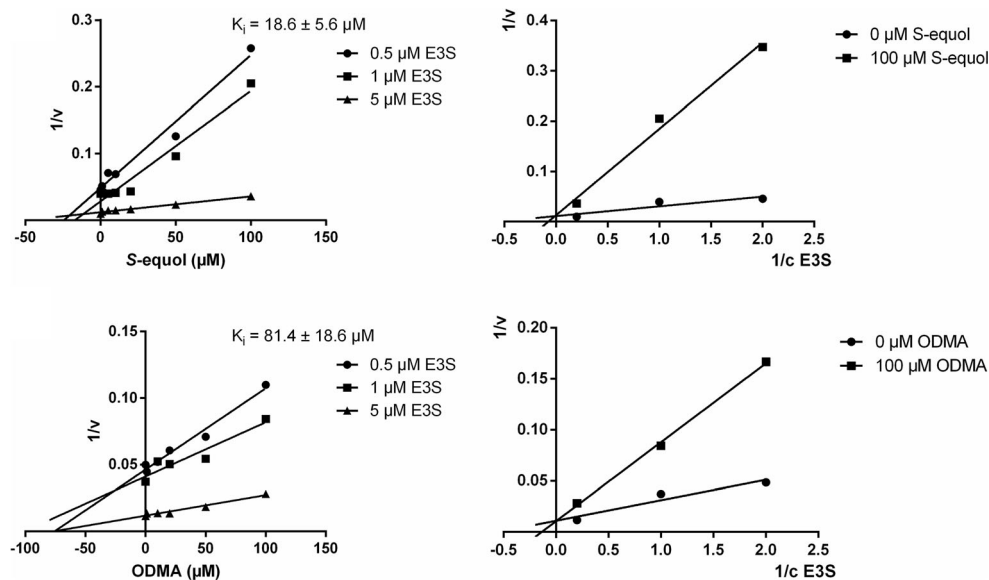 Kᵢ = 18.6 ± 5.6 µM
0.5 µM E3S
1 µM E3S
5 µM E3S
1/v
0.3
0.2
0.1
-50
0
50
100
150
S-equol (µM)
0 µM S-equol
100 µM S-equol
1/v
0.4
0.3
0.2
0.1
-0.5
0.0
0.5
1.0
1.5
2.0
2.5
1/c E3S
Kᵢ = 81.4 ± 18.6 µM
0.5 µM E3S
1 µM E3S
5 µM E3S
1/v
0.15
0.10
0.05
-100
-50
0
50
100
150
ODMA (µM)
0 µM ODMA
100 µM ODMA
1/v
0.20
0.15
0.10
0.05
-0.5
0.0
0.5
1.0
1.5
2.0
2.5
1/c E3S